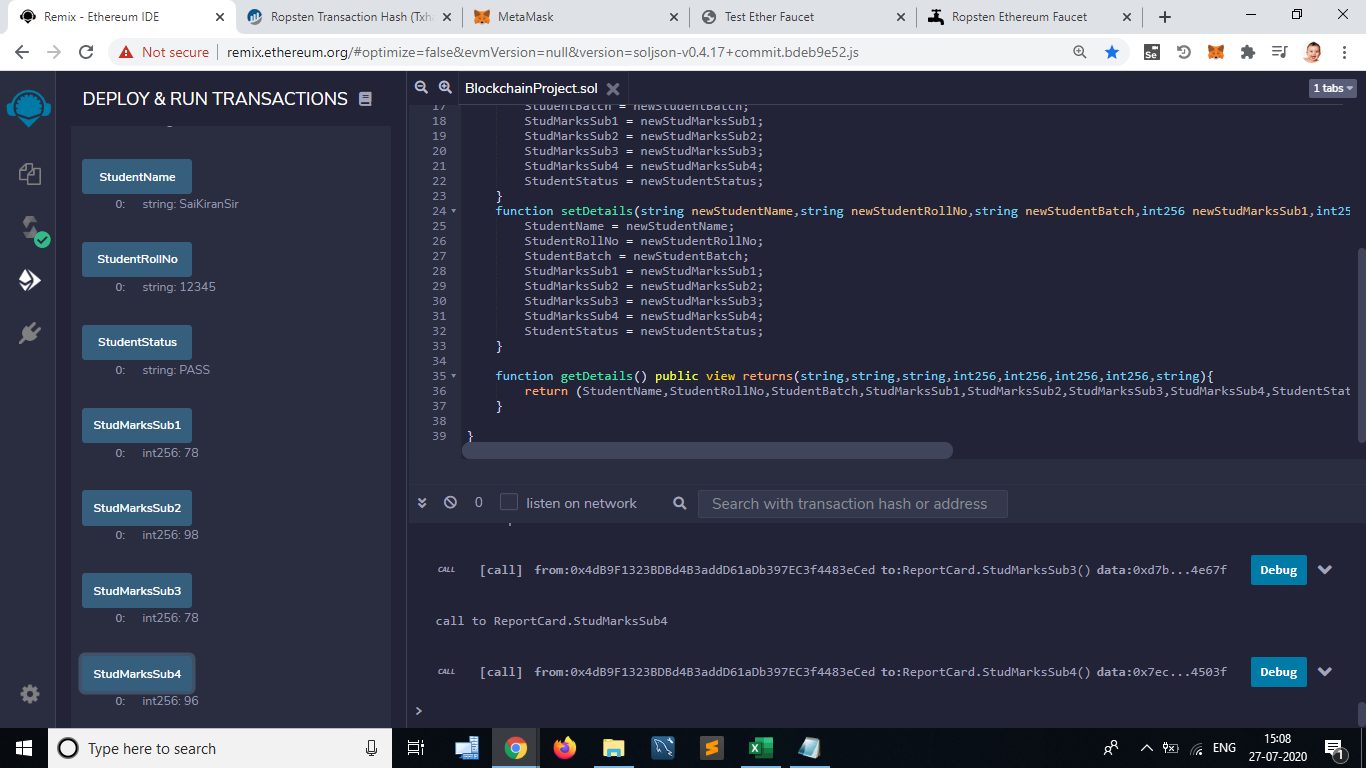 Remix - Ethereum IDE
Ropsten Transaction Hash (Txha
MetaMask
Test Ether Faucet
Ropsten Ethereum Faucet
Not secure
remix.ethereum.org/#optimize=false&evmVersion=null&version=soljson-v0.4.17+commit.bdeb9e52.js
Se
DEPLOY & RUN TRANSACTIONS
BlockchainProject.sol
1 tabs
StudentName
0: string: SaiKiranSir
StudentRollNo
0: string: 12345
StudentStatus
0: string: PASS
StudMarksSub1
0: int256: 78
StudMarksSub2
0: int256: 98
StudMarksSub3
0: int256: 78
StudMarksSub4
0: int256: 96
17 StudentBatch = newStudentBatch;
18 StudMarksSub1 = newStudMarksSub1;
19 StudMarksSub2 = newStudMarksSub2;
20 StudMarksSub3 = newStudMarksSub3;
21 StudMarksSub4 = newStudMarksSub4;
22 StudentStatus = newStudentStatus;
23 }
24 function setDetails(string newStudentName,string newStudentRollNo,string newStudentBatch,int256 newStudMarksSub1,int25
25 StudentName = newStudentName;
26 StudentRollNo = newStudentRollNo;
27 StudentBatch = newStudentBatch;
28 StudMarksSub1 = newStudMarksSub1;
29 StudMarksSub2 = newStudMarksSub2;
30 StudMarksSub3 = newStudMarksSub3;
31 StudMarksSub4 = newStudMarksSub4;
32 StudentStatus = newStudentStatus;
33 }
34
35 function getDetails() public view returns(string,string,string,int256,int256,int256,int256,string){
36 return (StudentName,StudentRollNo,StudentBatch,StudMarksSub1,StudMarksSub2,StudMarksSub3,StudMarksSub4,StudentStat
37 }
38
39 }
0 listen on network
Search with transaction hash or address
CALL [call] from:0x4dB9F1323BDBd4B3addD61aDb397EC3f4483eCed to:ReportCard.StudMarksSub3() data:0xd7b...4e67f Debug
call to ReportCard.StudMarksSub4
CALL [call] from:0x4dB9F1323BDBd4B3addD61aDb397EC3f4483eCed to:ReportCard.StudMarksSub4() data:0x7ec...4503f Debug
>
Type here to search
ENG
15:08
27-07-2020
1